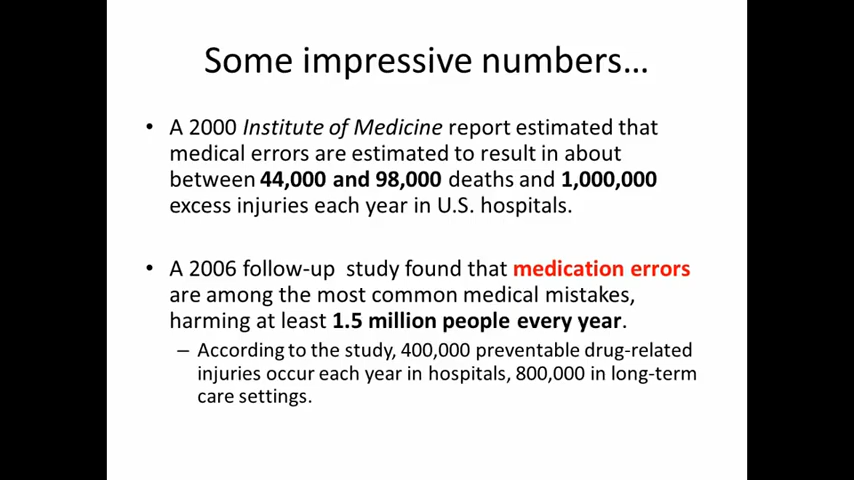 Some impressive numbers...
• A 2000 Institute of Medicine report estimated that
medical errors are estimated to result in about
between 44,000 and 98,000 deaths and 1,000,000
excess injuries each year in U.S. hospitals.
• A 2006 follow-up study found that medication errors
are among the most common medical mistakes,
harming at least 1.5 million people every year.
– According to the study, 400,000 preventable drug-related
injuries occur each year in hospitals, 800,000 in long-term
care settings.